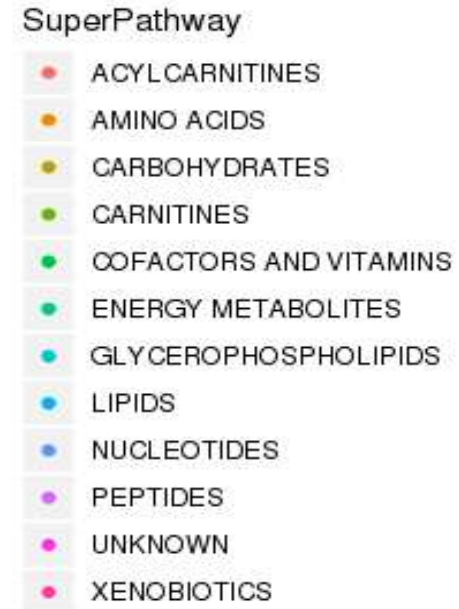 SuperPathway
ACYLCARNITINES
AMINO ACIDS
CARBOHYDRATES
CARNITINES
COFACTORS AND VITAMINS
ENERGY METABOLITES
GLYCEROPHOSPHOLIPIDS
LIPIDS
NUCLEOTIDES
PEPTIDES
UNKNOWN
XENOBIOTICS